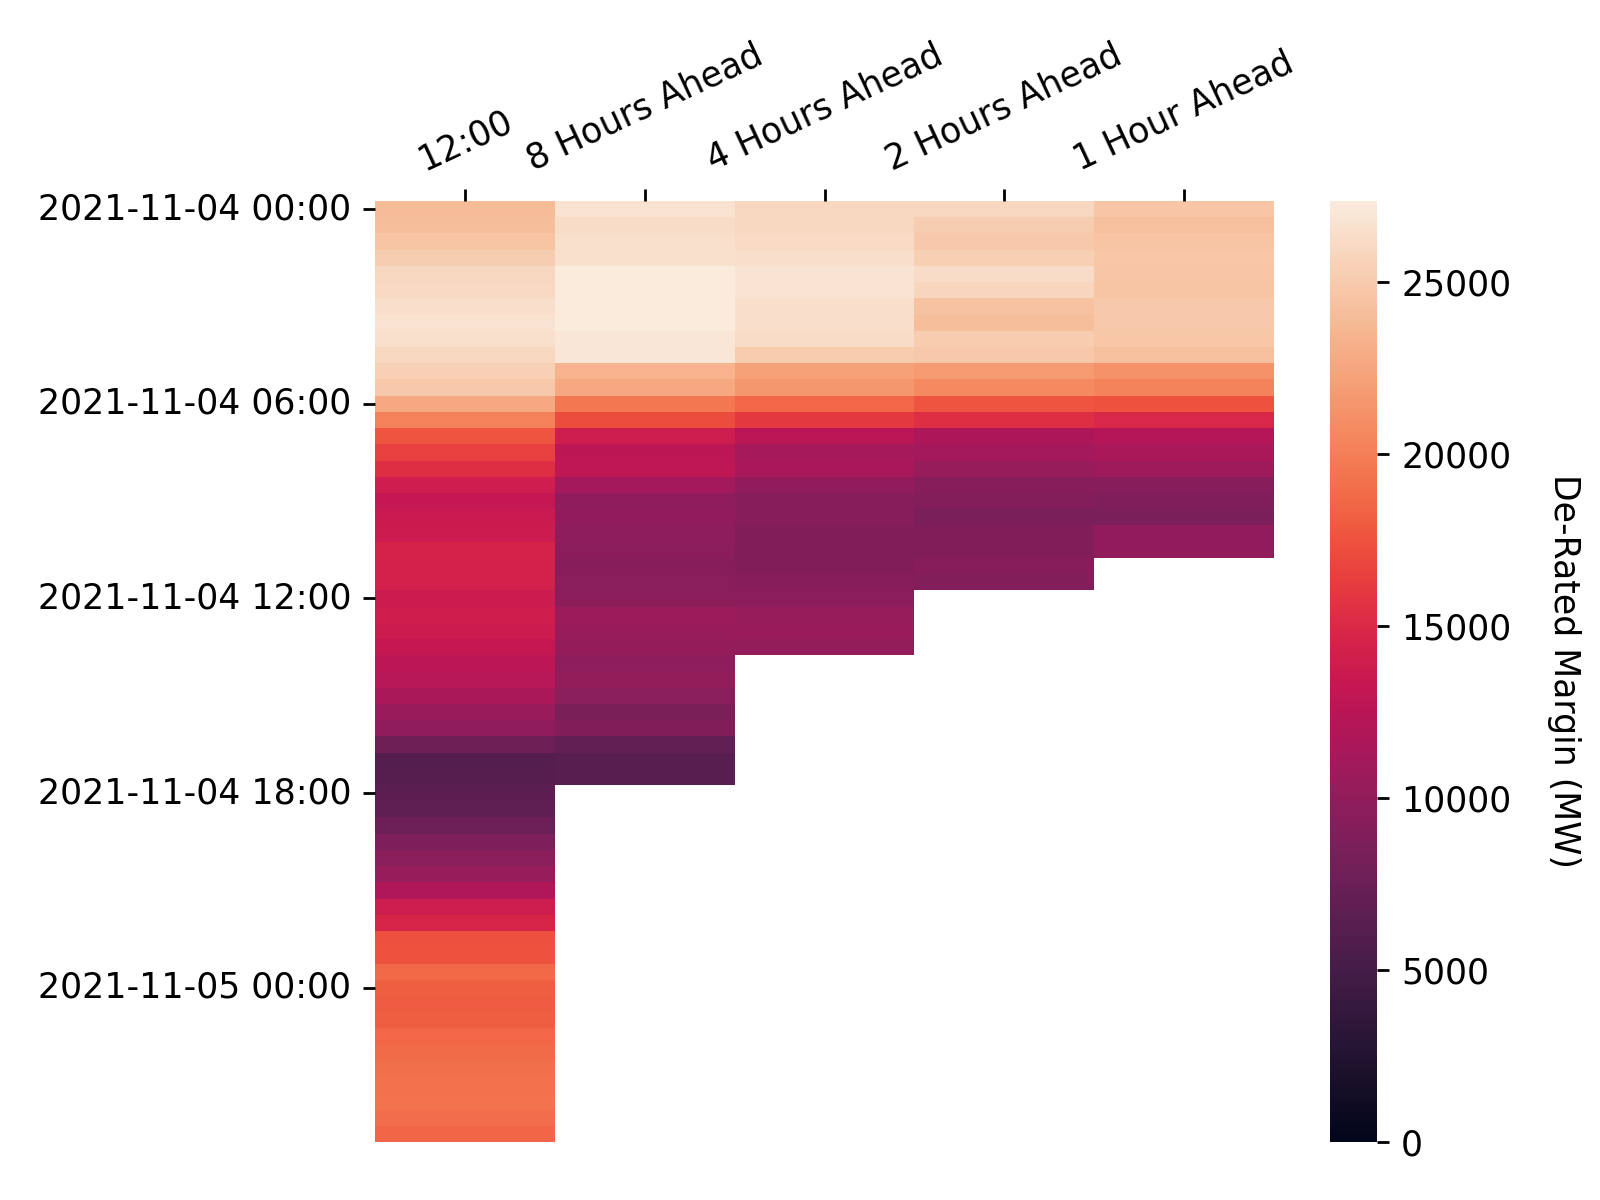 12:00
8 Hours Ahead
4 Hours Ahead
2 Hours Ahead
1 Hour Ahead
2021-11-04 00:00
2021-11-04 06:00
2021-11-04 12:00
2021-11-04 18:00
2021-11-05 00:00
25000
20000
15000
10000
5000
0
De-Rated Margin (MW)